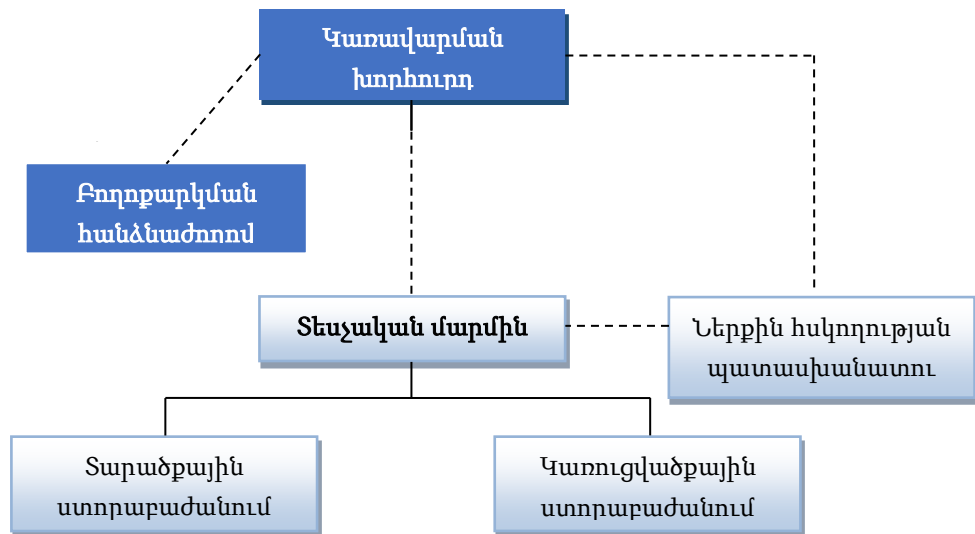 Կառավարման
խորհուրդ
Բողոքարկման
հանձնաժողով
Տեսչական մարմին
Ներքին հսկողության
պատասխանատու
Տարածքային
ստորաբաժանում
Կառուցվածքային
ստորաբաժանում